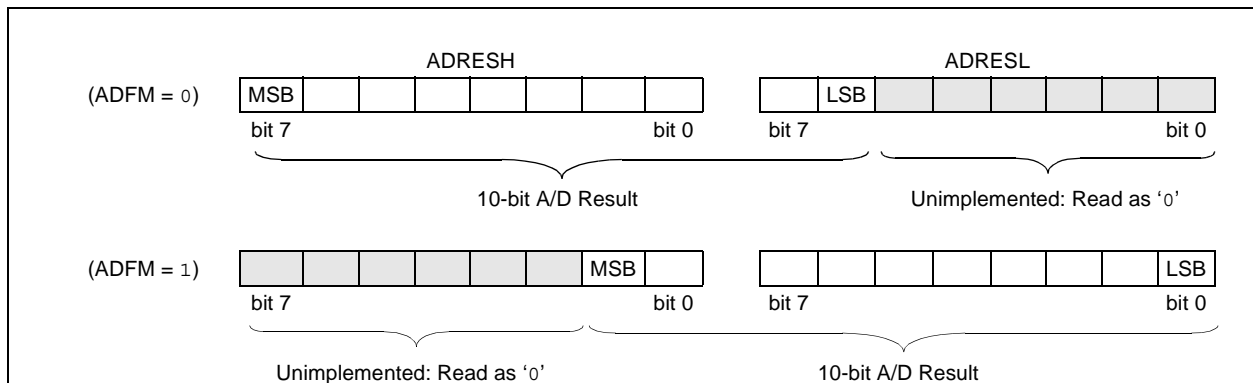 ADRESH ADRESL
(ADFM = 0) MSB LSB
bit 7 bit 0 bit 7 bit 0
10-bit A/D Result Unimplemented: Read as ‘0’
(ADFM = 1) MSB LSB
bit 7 bit 0 bit 7 bit 0
Unimplemented: Read as ‘0’ 10-bit A/D Result